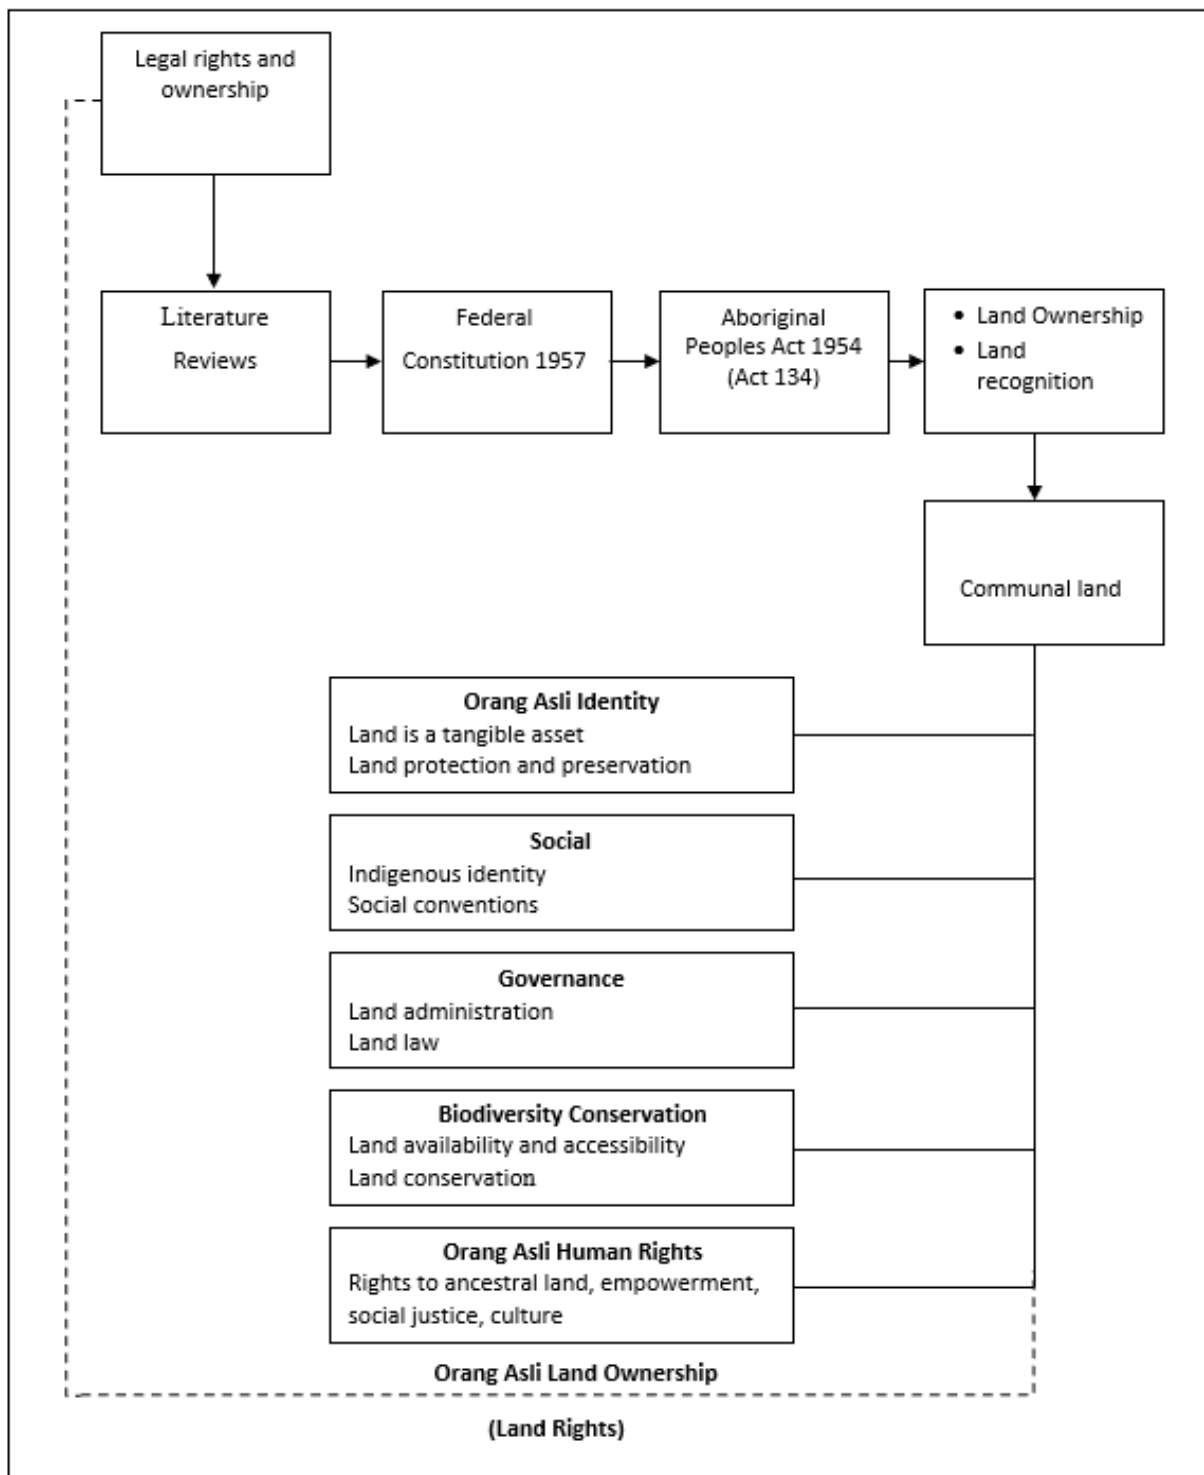 Legal rights and
ownership
Literature
Reviews
Federal
Constitution 1957
Aboriginal
Peoples Act 1954
(Act 134)
• Land Ownership
• Land
recognition
Communal land
Orang Asli Identity
Land is a tangible asset
Land protection and preservation
Social
Indigenous identity
Social conventions
Governance
Land administration
Land law
Biodiversity Conservation
Land availability and accessibility
Land conservation
Orang Asli Human Rights
Rights to ancestral land, empowerment,
social justice, culture
Orang Asli Land Ownership
(Land Rights)